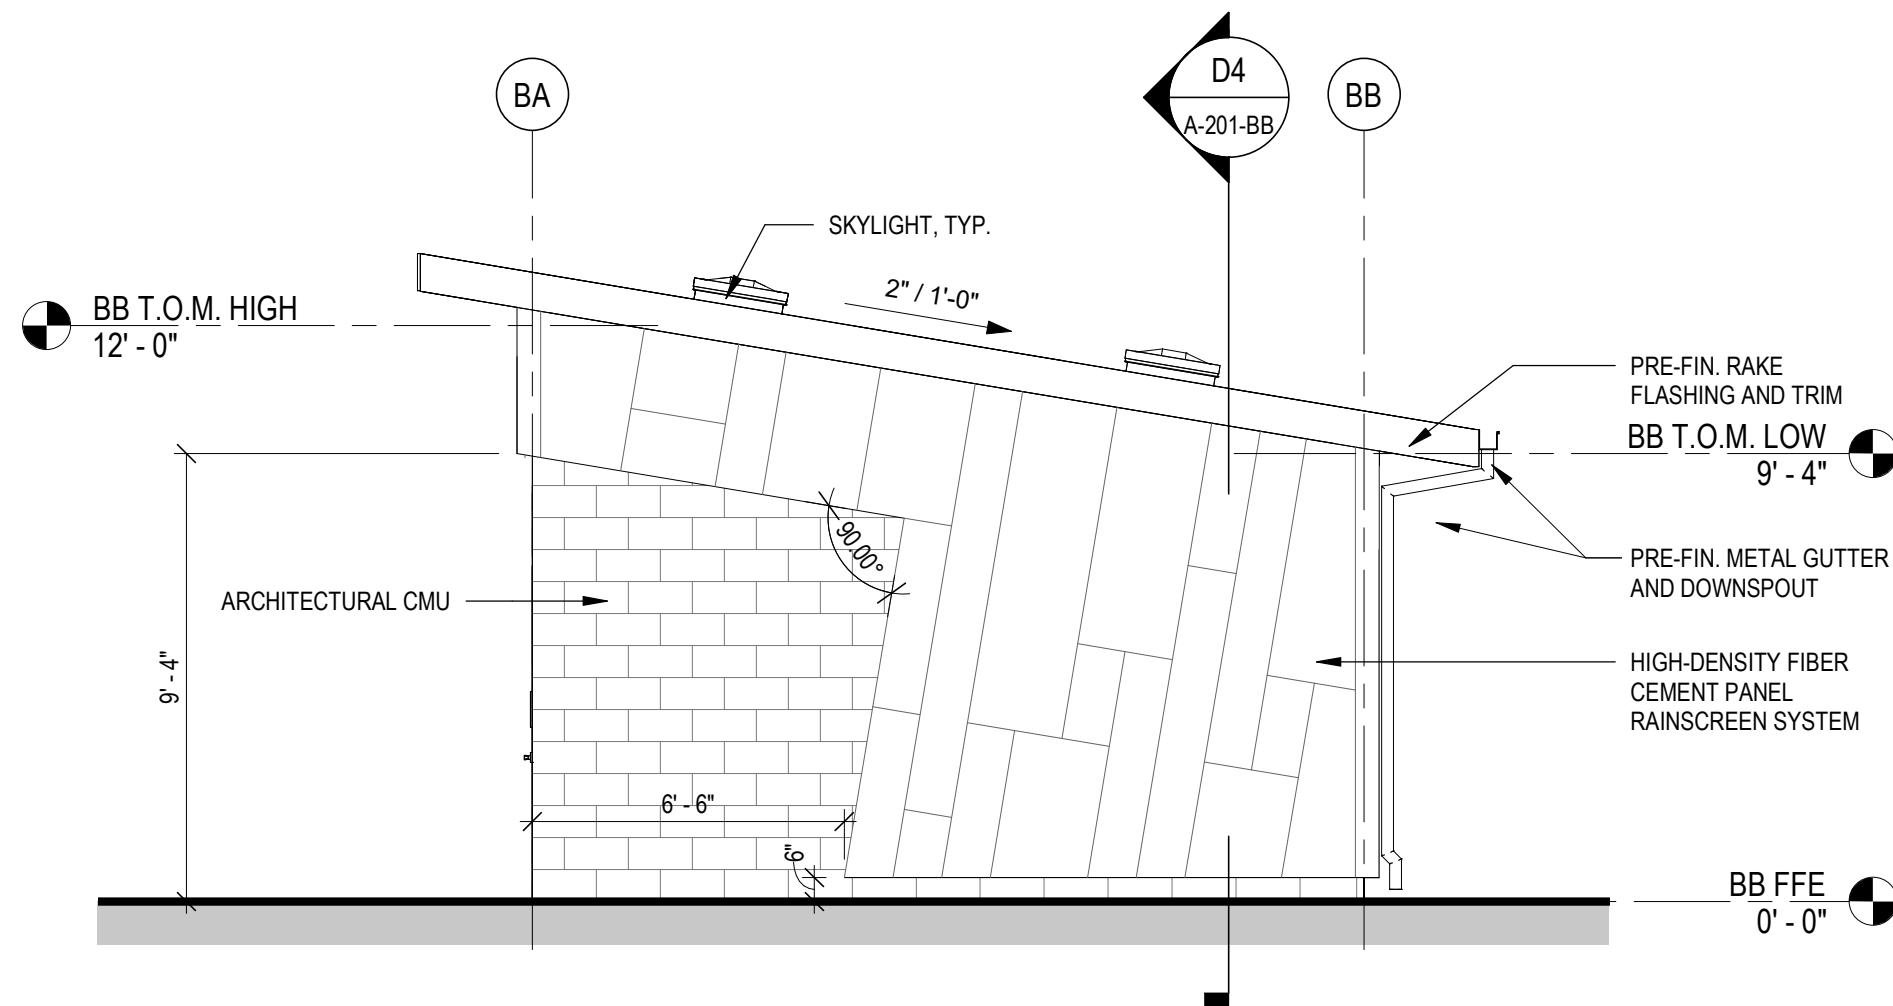 BA
D4
A-201-BB
BB
SKYLIGHT, TYP.
2" / 1'-0"
BB T.O.M. HIGH
12' - 0"
PRE-FIN. RAKE
FLASHING AND TRIM
BB T.O.M. LOW
9' - 4"
90.00°
PRE-FIN. METAL GUTTER
AND DOWNSPOUT
ARCHITECTURAL CMU
9' - 4"
HIGH-DENSITY FIBER
CEMENT PANEL
RAINSCREEN SYSTEM
6' - 6"
6"
BB FFE
0' - 0"